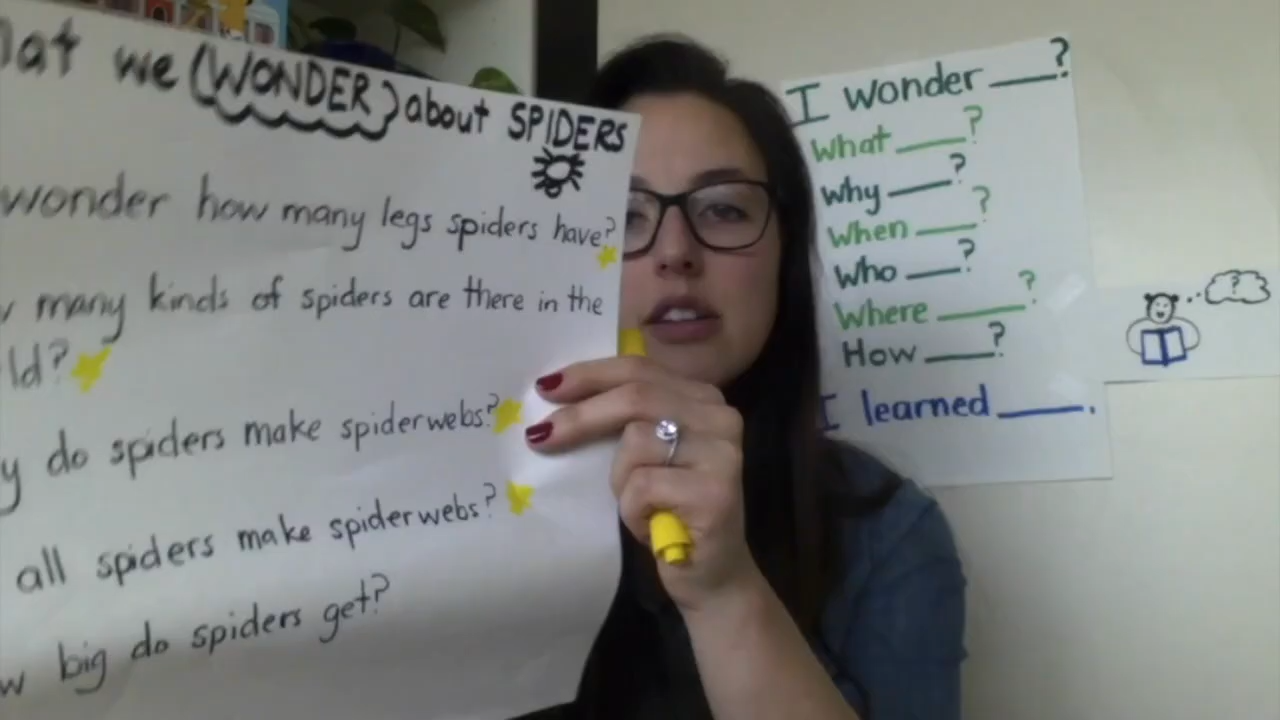 we WONDER about SPIDERS
wonder how many legs spiders have?
many kinds of spiders are there in the
do spiders make spiderwebs?
all spiders make spiderwebs?
big do spiders get?
I wonder ___?
What ___?
Why ___?
When ___?
Who ___?
Where ___?
How ___?
I learned ___.
?